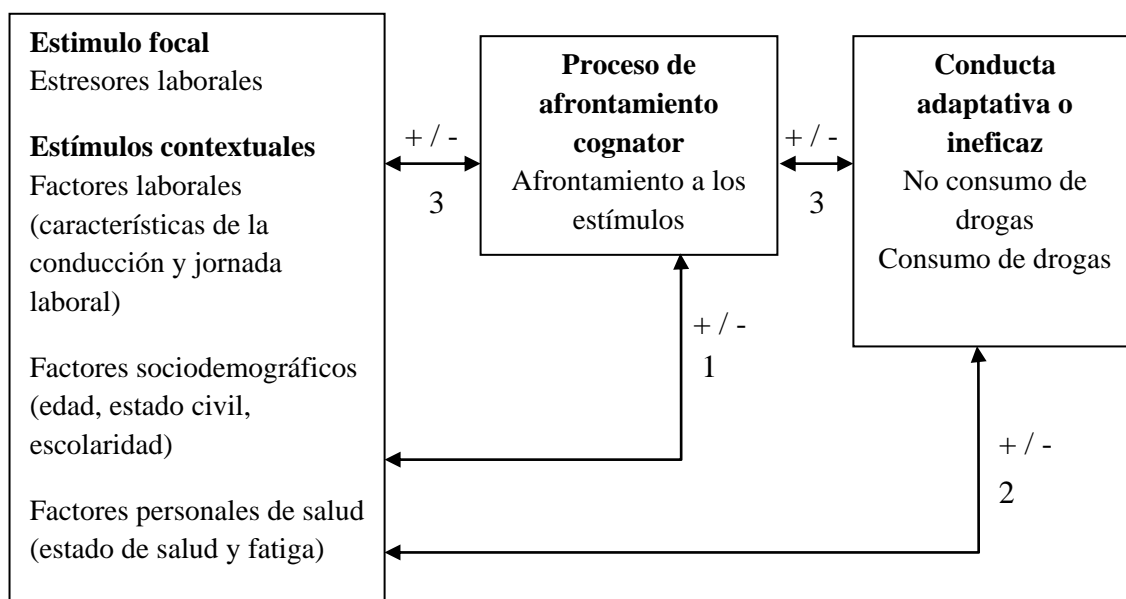 Estimulo focal
Estresores laborales
Estímulos contextuales
Factores laborales
(características de la
conducción y jornada
laboral)
Factores sociodemográficos
(edad, estado civil,
escolaridad)
Factores personales de salud
(estado de salud y fatiga)
+ / -
3
Proceso de
afrontamiento
cognator
Afrontamiento a los
estímulos
+ / -
3
Conducta
adaptativa o
ineficaz
No consumo de
drogas
Consumo de drogas
+ / -
1
+ / -
2